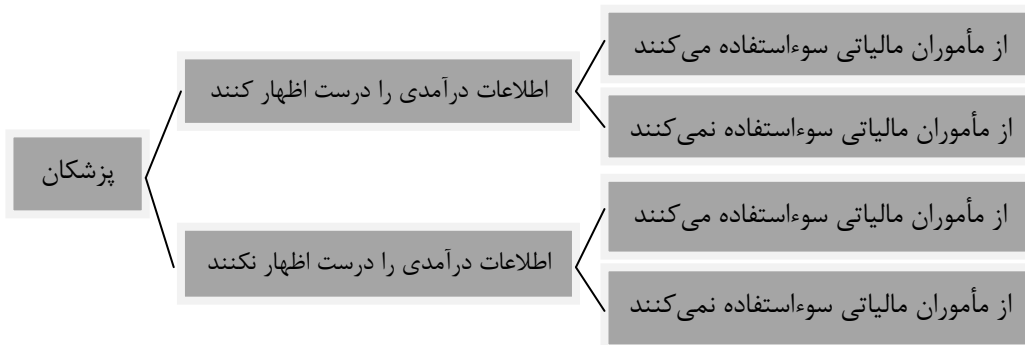 پزشکان
اطلاعات درآمدی را درست اظهار کنند
از مأموران مالیاتی سوءاستفاده می‌کنند
از مأموران مالیاتی سوءاستفاده نمی‌کنند
اطلاعات درآمدی را درست اظهار نکنند
از مأموران مالیاتی سوءاستفاده می‌کنند
از مأموران مالیاتی سوءاستفاده نمی‌کنند